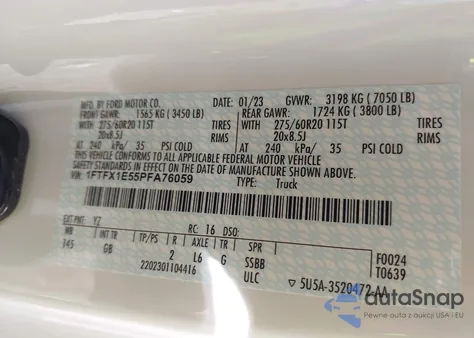 MFD. BY FORD MOTOR CO. 01/23 GVWR: 3198 KG ( 7050 LB)
FRONT GAWR: 1565 KG ( 3450 LB) REAR GAWR: 1724 KG ( 3800 LB)
WITH 275/60R20 115T TIRES WITH 275/60R20 115T TIRES
20x8.5J RIMS 20x8.5J RIMS
AT 240 kPa/ 35 PSI COLD AT 240 kPa/ 35 PSI COLD
THIS VEHICLE CONFORMS TO ALL APPLICABLE FEDERAL MOTOR VEHICLE SAFETY
STANDARDS IN EFFECT ON THE DATE OF MANUFACTURE SHOWN ABOVE.
VIN: 1FTFX1E55PFA76059 TYPE: Truck
EXT PNT: YZ RC: 16 DSO: F0024
WB INT TR TP/PS AXLE TR SPR T0639
145 GB 2 L6 G SSBB
2202301104416 ULC 5U5A-3520472-AA
autoDataSnap
Pewne auto z aukcji USA i EU